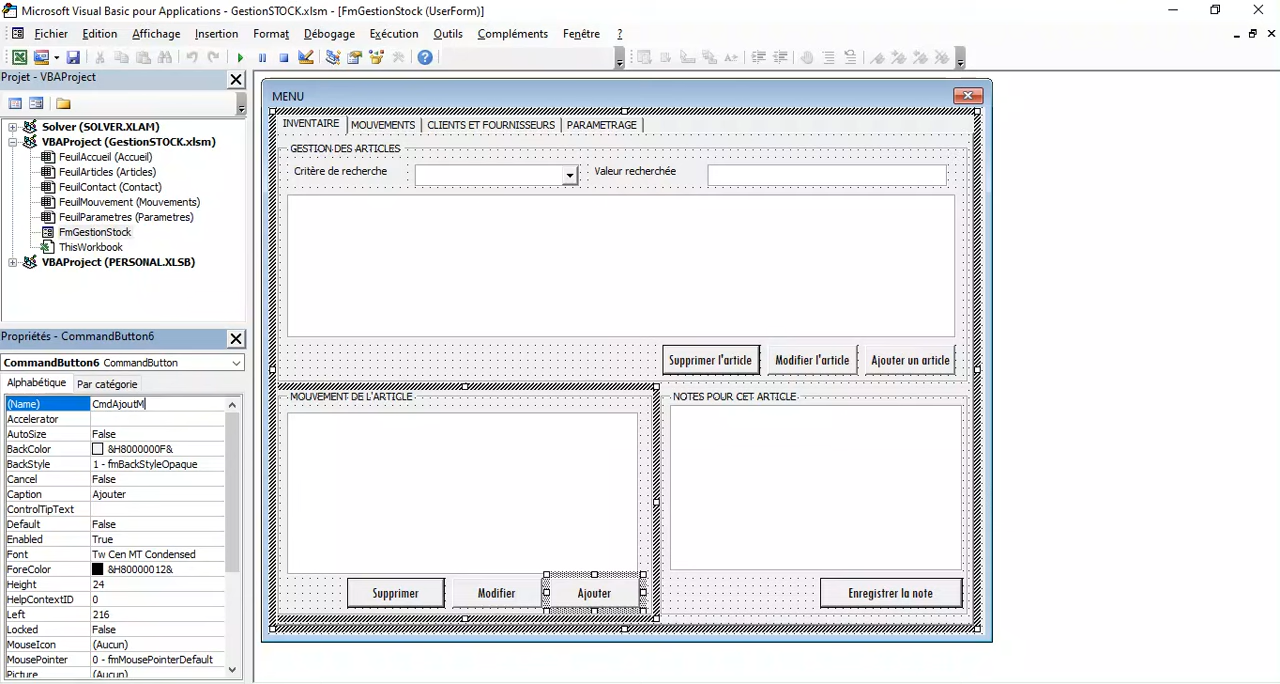 Microsoft Visual Basic pour Applications - GestionSTOCK.xlsm - [FmGestionStock (UserForm)]
Fichier Edition Affichage Insertion Format Débogage Exécution Outils Compléments Fenêtre ?
Projet - VBAProject
Solver (SOLVER.XLAM)
VBAProject (GestionSTOCK.xlsm)
FeuilAccueil (Accueil)
FeuilArticles (Articles)
FeuilContact (Contact)
FeuilMouvement (Mouvements)
FeuilParametres (Parametres)
FmGestionStock
ThisWorkbook
VBAProject (PERSONAL.XLSB)
Propriétés - CommandButton6
CommandButton6 CommandButton
Alphabétique Par catégorie
(Name) CmdAjoutM
Accelerator
AutoSize False
BackColor &H8000000F&
BackStyle 1 - fmBackStyleOpaque
Cancel False
Caption Ajouter
ControlTipText
Default False
Enabled True
Font Tw Cen MT Condensed
ForeColor &H80000012&
Height 24
HelpContextID 0
Left 216
Locked False
MouseIcon (Aucun)
MousePointer 0 - fmMousePointerDefault
Picture (Aucun)
MENU
INVENTAIRE MOUVEMENTS CLIENTS ET FOURNISSEURS PARAMETRAGE
GESTION DES ARTICLES
Critère de recherche Valeur recherchée
Supprimer l'article Modifier l'article Ajouter un article
MOUVEMENT DE L'ARTICLE
Supprimer Modifier Ajouter
NOTES POUR CET ARTICLE
Enregistrer la note